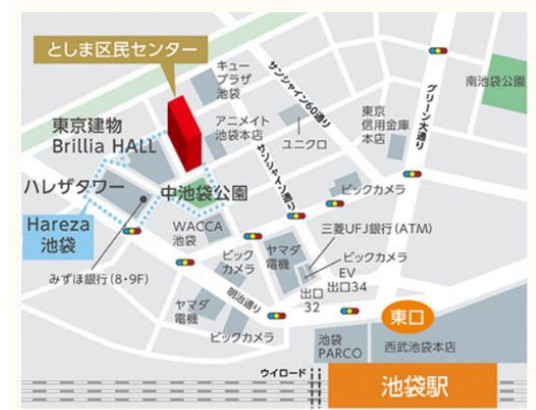 としま区民センター
キュー
プラザ
池袋
サンシャイン60通り
グリーン大通り
南池袋公園
東京建物
Brillia HALL
アニメイト
池袋本店
ユニクロ
東京
信用金庫
本店
サンシャイン通り
ハレザタワー
中池袋公園
ビックカメラ
Hareza
池袋
WACCA
池袋
三菱UFJ銀行(ATM)
みずほ銀行(8・9F)
ビック
カメラ
ヤマダ
電機
ビックカメラ
EV
出口34
出口
32
明治通り
ヤマダ
電機
ビックカメラ
東口
池袋
PARCO
西武池袋本店
ウイロード
池袋駅